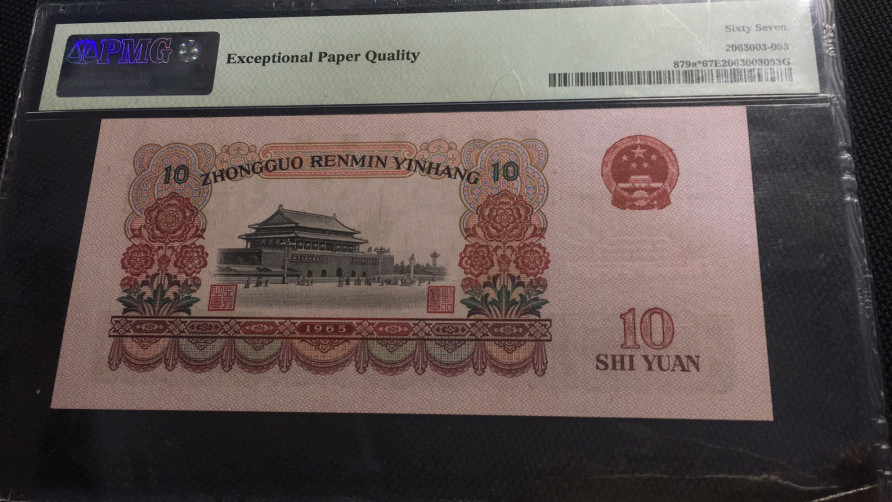 PMG
Exceptional Paper Quality
Sixty Seven
2063003-053
879a*67E2063003053G
10 ZHONGGUO RENMIN YINHANG 10
1965
10
SHI YUAN